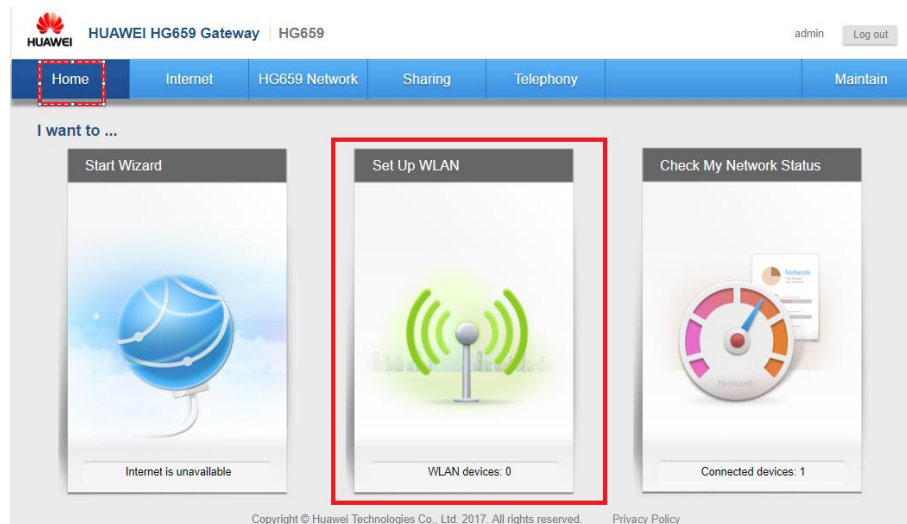 HUAWEI HUAWEI HG659 Gateway HG659 admin Log out
Home Internet HG659 Network Sharing Telephony Maintain
I want to ...
Start Wizard Set Up WLAN Check My Network Status
Network
Network
Internet is unavailable WLAN devices: 0 Connected devices: 1
Copyright © Huawei Technologies Co., Ltd. 2017. All rights reserved. Privacy Policy